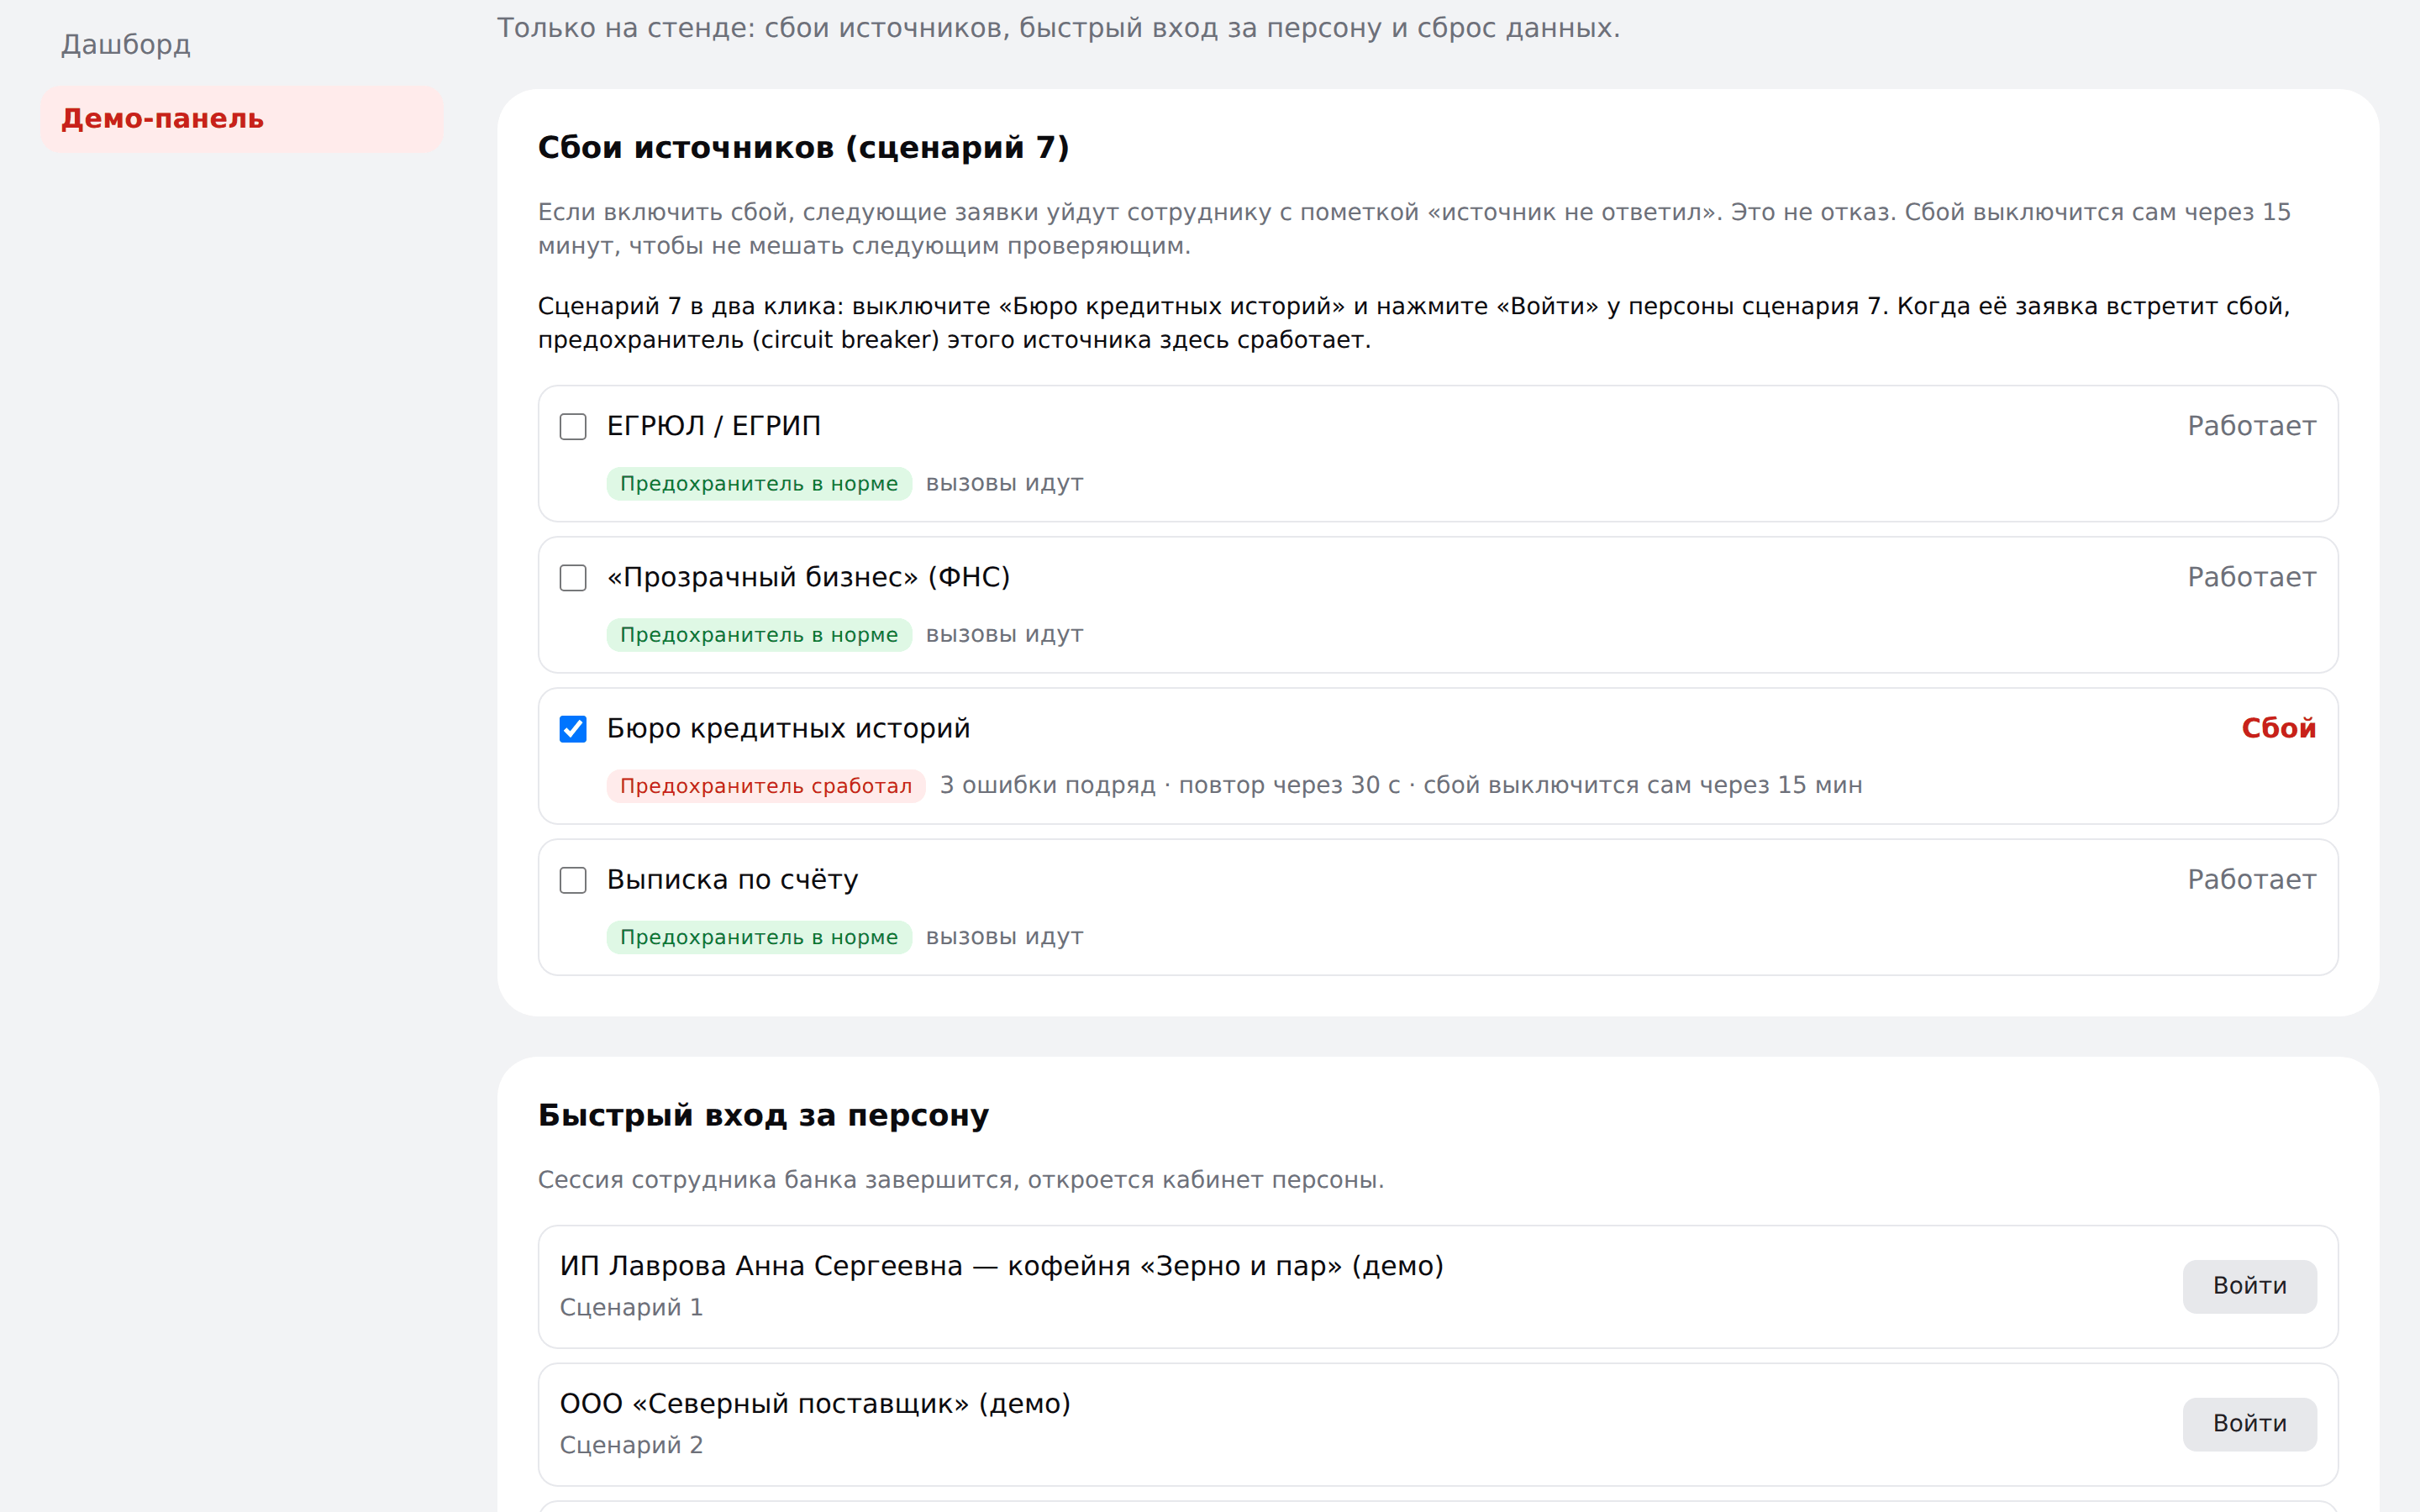 Дашборд
Демо-панель
Только на стенде: сбои источников, быстрый вход за персону и сброс данных.
Сбои источников (сценарий 7)
Если включить сбой, следующие заявки уйдут сотруднику с пометкой «источник не ответил». Это не отказ. Сбой выключится сам через 15
минут, чтобы не мешать следующим проверяющим.
Сценарий 7 в два клика: выключите «Бюро кредитных историй» и нажмите «Войти» у персоны сценария 7. Когда её заявка встретит сбой,
предохранитель (circuit breaker) этого источника здесь сработает.
ЕГРЮЛ / ЕГРИП Работает
Предохранитель в норме вызовы идут
«Прозрачный бизнес» (ФНС) Работает
Предохранитель в норме вызовы идут
Бюро кредитных историй Сбой
Предохранитель сработал 3 ошибки подряд · повтор через 30 с · сбой выключится сам через 15 мин
Выписка по счёту Работает
Предохранитель в норме вызовы идут
Быстрый вход за персону
Сессия сотрудника банка завершится, откроется кабинет персоны.
ИП Лаврова Анна Сергеевна — кофейня «Зерно и пар» (демо)
Сценарий 1
Войти
ООО «Северный поставщик» (демо)
Сценарий 2
Войти